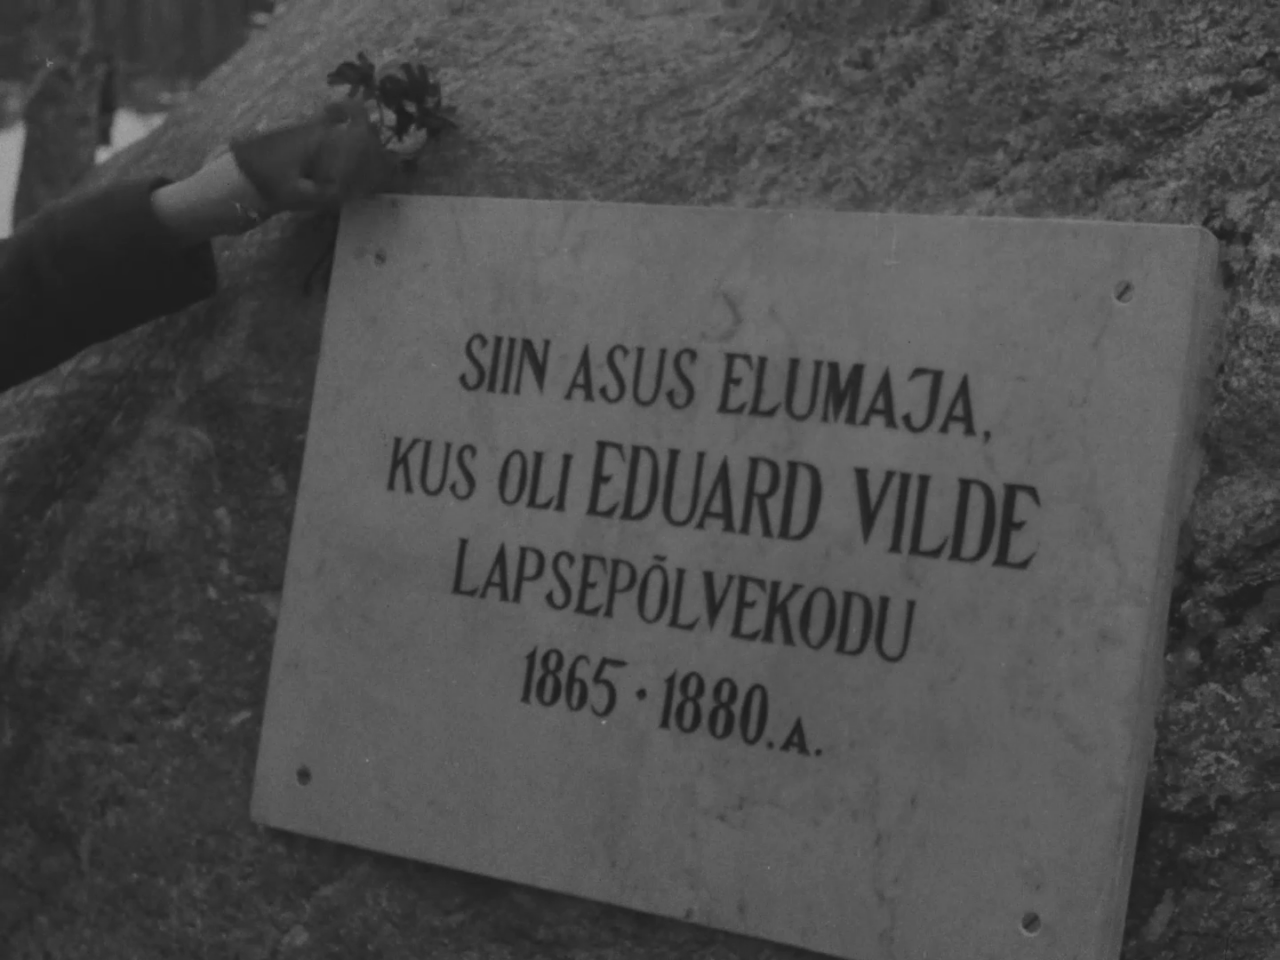 SIIN ASUS ELUMAJA,
KUS OLI EDUARD VILDE
LAPSEPÕLVEKODU
1865·1880.A.